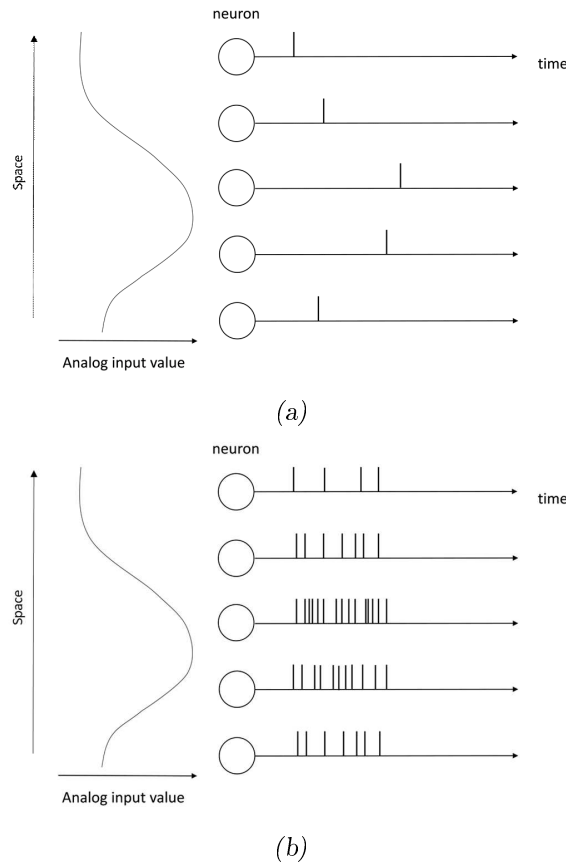 neuron
time
Space
Analog input value
(a)
neuron
time
Space
Analog input value
(b)